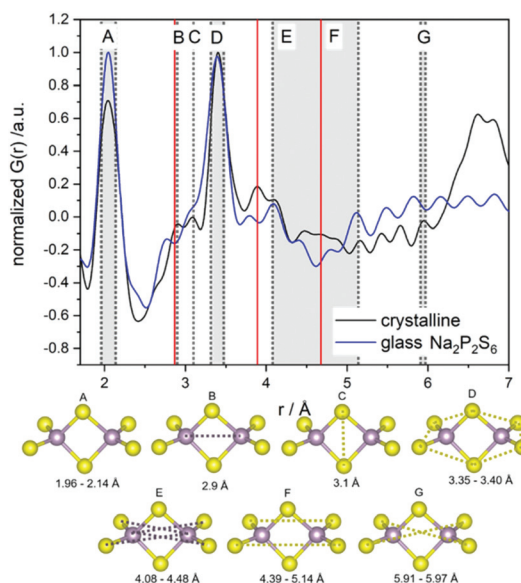 A B C D E F G
1.2
1.0
0.8
0.6
0.4
0.2
0.0
-0.2
-0.4
-0.6
-0.8
normalized G(r) /a.u.
crystalline
glass Na₂P₂S₆
2 3 4 5 6 7
r / Å
A B C D
1.96 - 2.14 Å 2.9 Å 3.1 Å 3.35 - 3.40 Å
E F G
4.08 - 4.48 Å 4.39 - 5.14 Å 5.91 - 5.97 Å